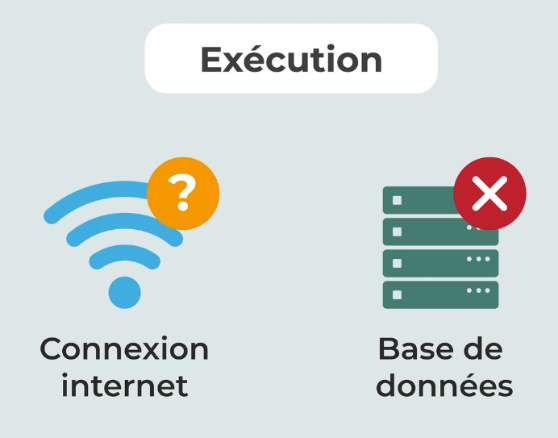 Exécution
?
Connexion
internet
Base de
données